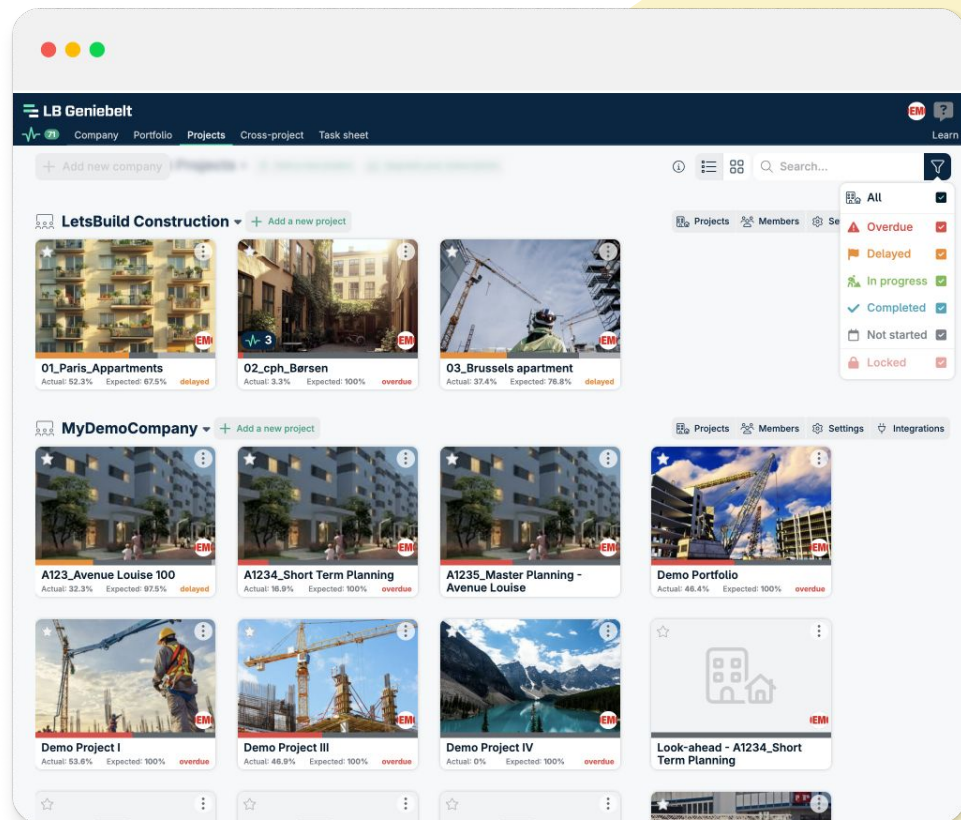 LB Geniebelt
EMI
?
71
Company Portfolio Projects Cross-project Task sheet
Learn
+ Add new company
Projects
Search...
All
LetsBuild Construction
+ Add a new project
Projects Members Se
Overdue
Delayed
In progress
Completed
Not started
Locked
3
01_Paris_Appartments
Actual: 52.3% Expected: 67.5% delayed
02_cph_Børsen
Actual: 3.3% Expected: 100% overdue
03_Brussels apartment
Actual: 37.4% Expected: 76.8% delayed
MyDemoCompany
+ Add a new project
Projects Members Settings Integrations
A123_Avenue Louise 100
Actual: 32.3% Expected: 97.5% delayed
A1234_Short Term Planning
Actual: 16.9% Expected: 100% overdue
A1235_Master Planning -
Avenue Louise
Demo Portfolio
Actual: 46.4% Expected: 100% overdue
Demo Project I
Actual: 53.6% Expected: 100% overdue
Demo Project III
Actual: 46.9% Expected: 100% overdue
Demo Project IV
Actual: 0% Expected: 100% overdue
Look-ahead - A1234_Short
Term Planning